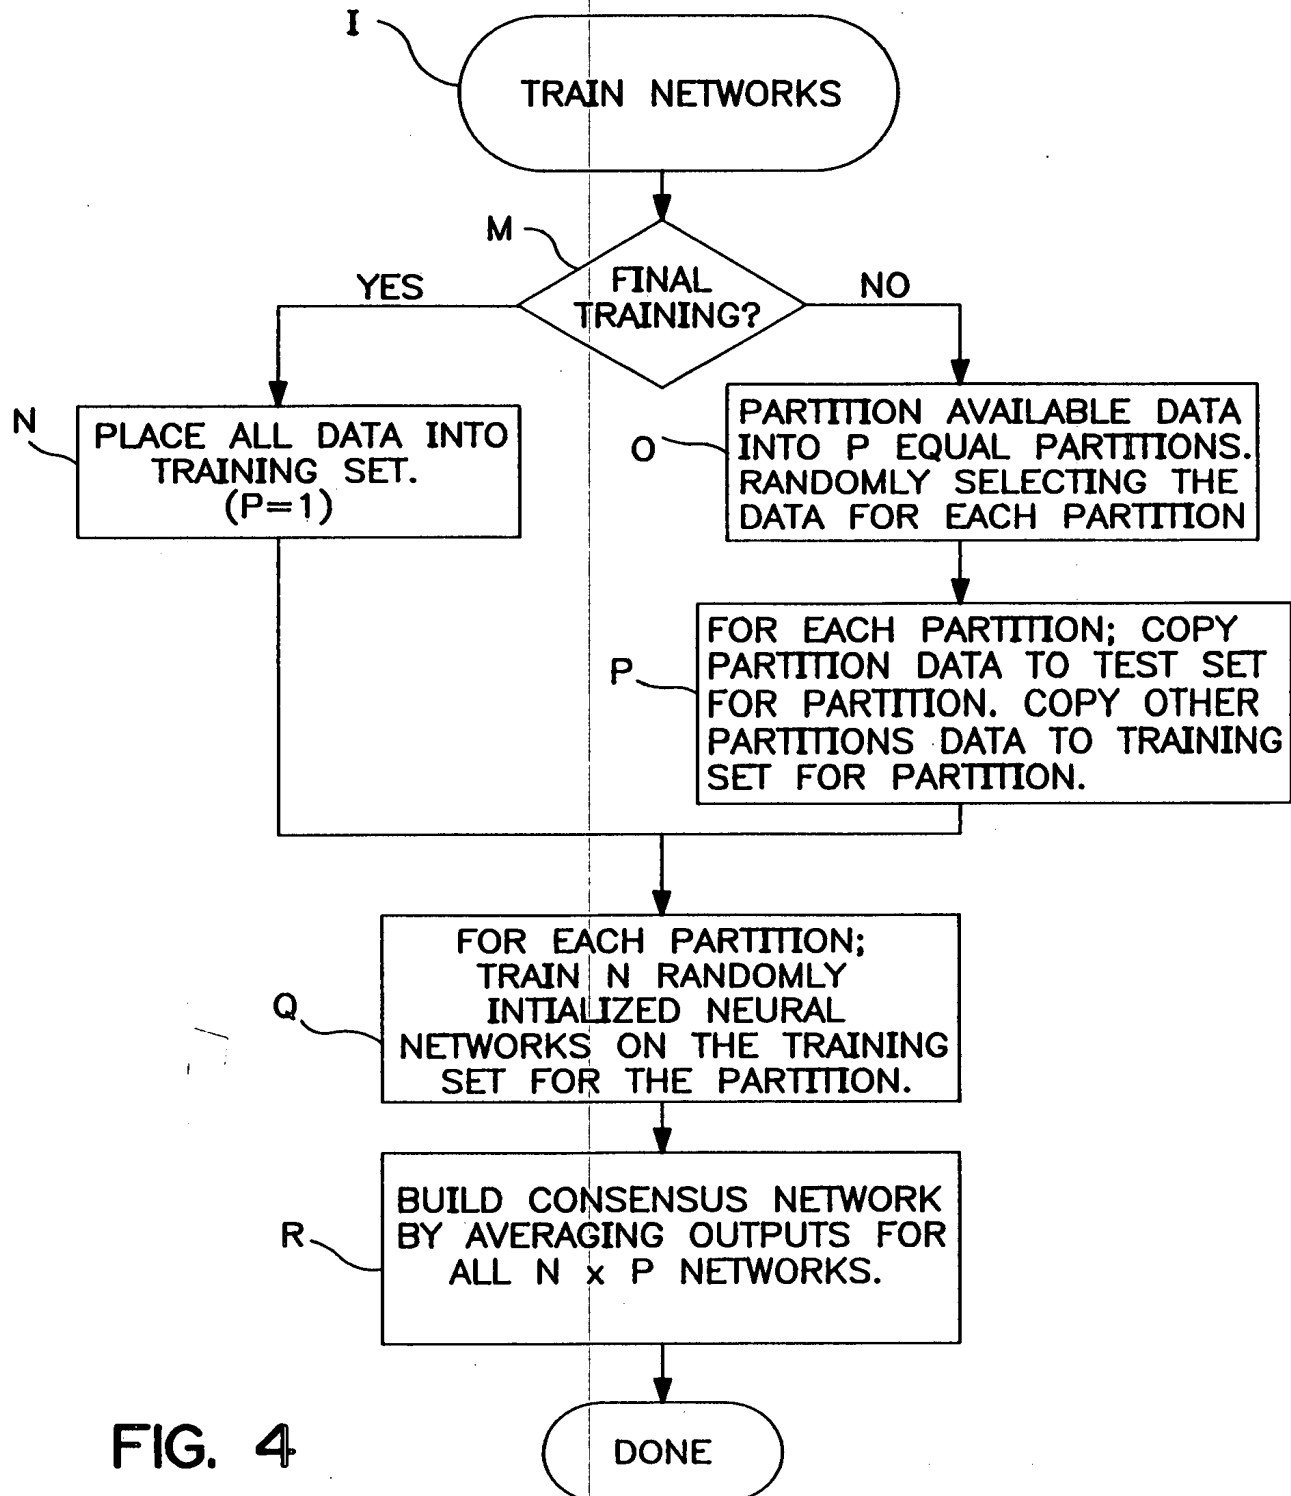 I
TRAIN NETWORKS
M
FINAL
TRAINING?
YES
NO
N
PLACE ALL DATA INTO
TRAINING SET.
(P=1)
O
PARTITION AVAILABLE DATA
INTO P EQUAL PARTITIONS.
RANDOMLY SELECTING THE
DATA FOR EACH PARTITION
P
FOR EACH PARTITION; COPY
PARTITION DATA TO TEST SET
FOR PARTITION. COPY OTHER
PARTITIONS DATA TO TRAINING
SET FOR PARTITION.
Q
FOR EACH PARTITION;
TRAIN N RANDOMLY
INTIALIZED NEURAL
NETWORKS ON THE TRAINING
SET FOR THE PARTITION.
R
BUILD CONSENSUS NETWORK
BY AVERAGING OUTPUTS FOR
ALL N x P NETWORKS.
DONE
FIG. 4